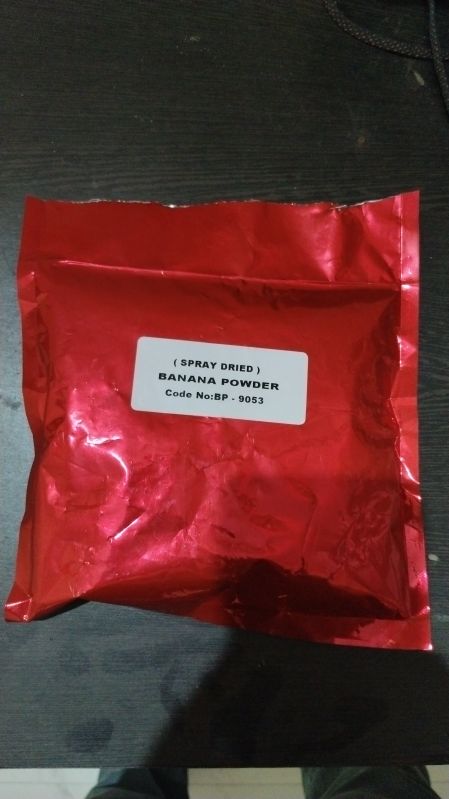 ( SPRAY DRIED )
BANANA POWDER
Code No:BP - 9053